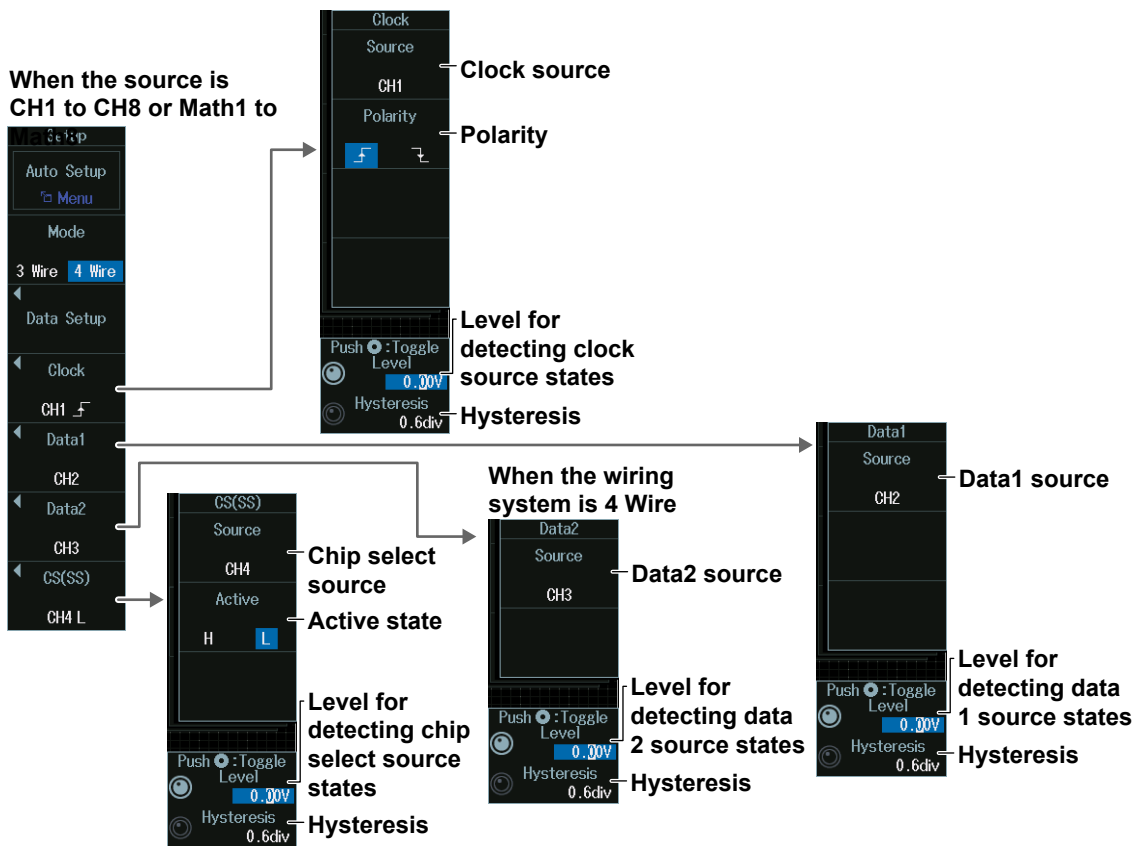 When the source is
CH1 to CH8 or Math1 to
Setup
Auto Setup
Menu
Mode
3 Wire 4 Wire
Data Setup
Clock
CH1
Data1
CH2
Data2
CH3
CS(SS)
CH4 L
Clock
Source
CH1
Polarity
Push :Toggle
Level
0.00V
Hysteresis
0.6div
Clock source
Polarity
Level for
detecting clock
source states
Hysteresis
CS(SS)
Source
CH4
Active
H L
Push :Toggle
Level
0.00V
Hysteresis
0.6div
Chip select
source
Active state
Level for
detecting chip
select source
states
Hysteresis
When the wiring
system is 4 Wire
Data2
Source
CH3
Push :Toggle
Level
0.00V
Hysteresis
0.6div
Data2 source
Level for
detecting data
2 source states
Hysteresis
Data1
Source
CH2
Push :Toggle
Level
0.00V
Hysteresis
0.6div
Data1 source
Level for
detecting data
1 source states
Hysteresis